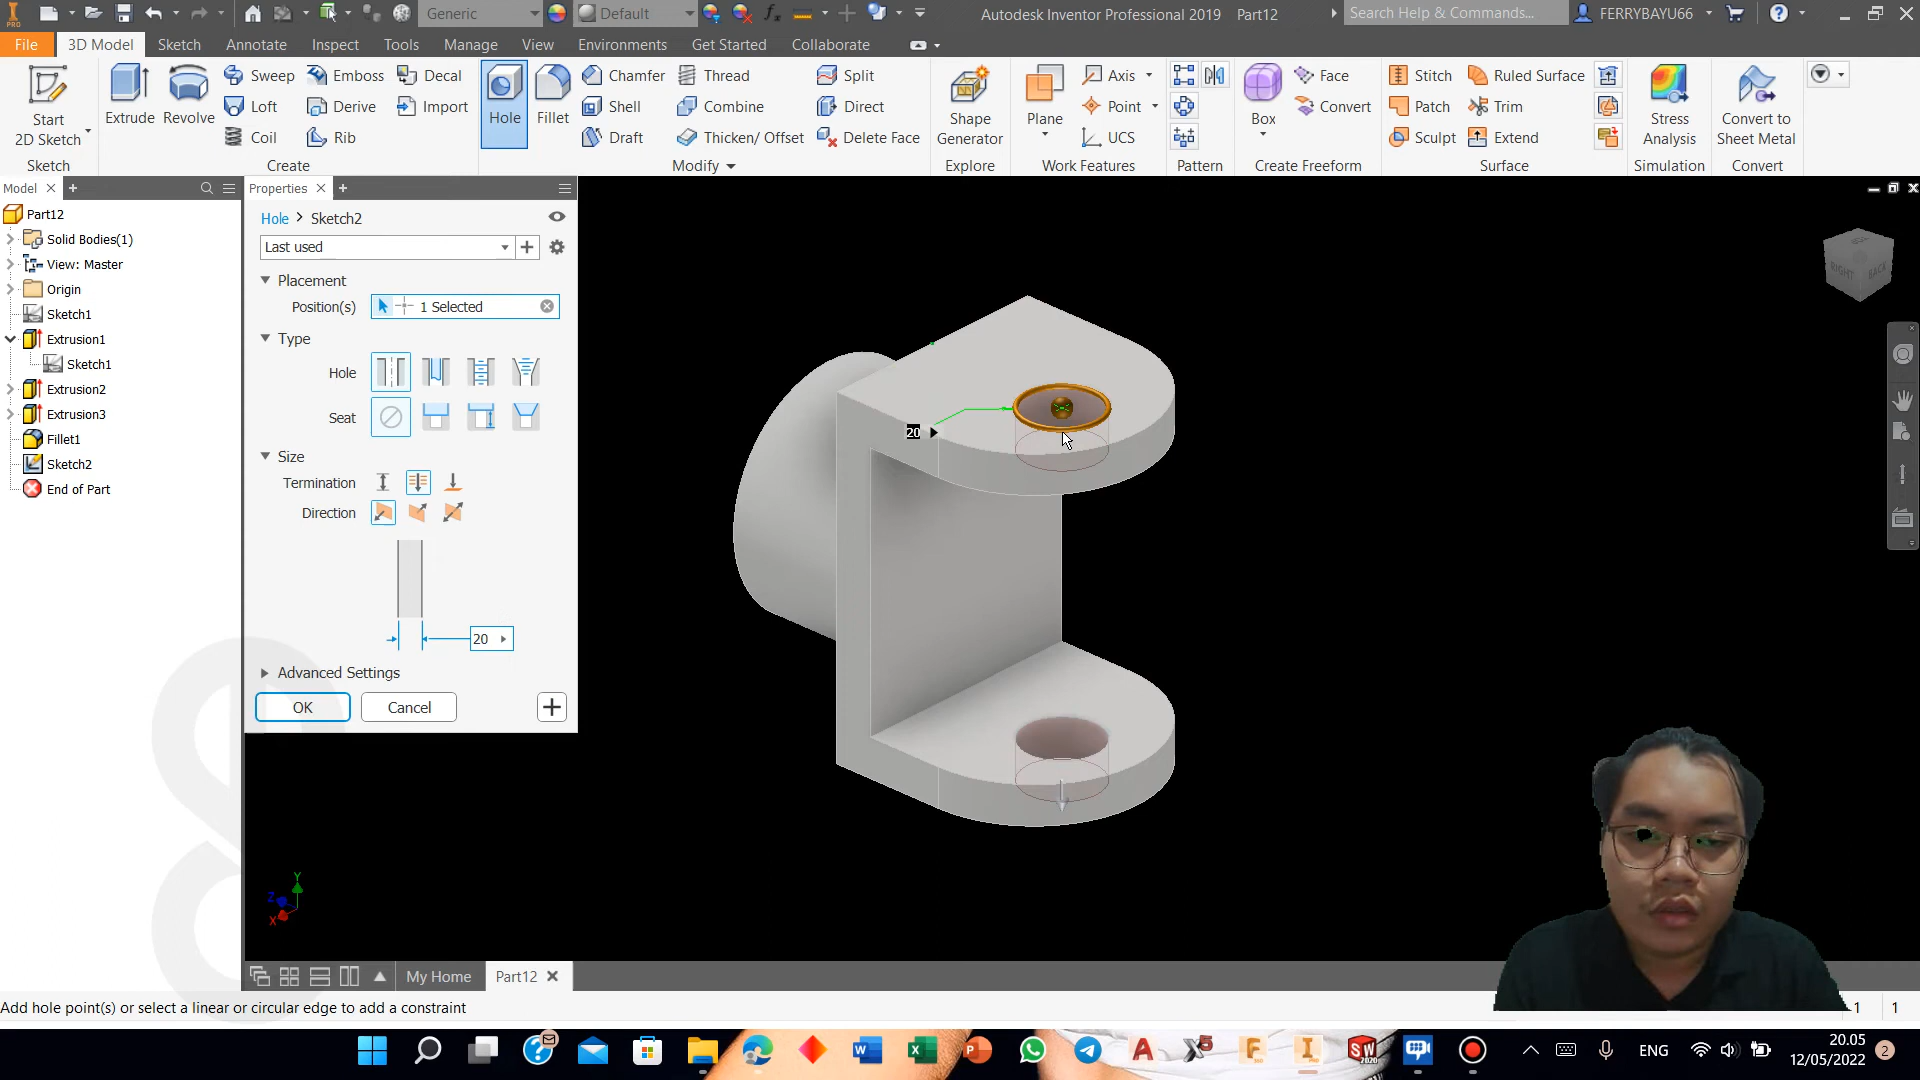 Generic
Default
Autodesk Inventor Professional 2019 Part12
Search Help & Commands...
FERRYBAYU66
File
3D Model
Sketch
Annotate
Inspect
Tools
Manage
View
Environments
Get Started
Collaborate
Start
2D Sketch
Sketch
Extrude
Revolve
Sweep
Loft
Coil
Emboss
Derive
Rib
Decal
Import
Create
Hole
Fillet
Chamfer
Shell
Draft
Thread
Combine
Thicken/ Offset
Split
Direct
Delete Face
Modify
Shape
Generator
Explore
Plane
Axis
Point
UCS
Work Features
Pattern
Box
Face
Convert
Create Freeform
Stitch
Patch
Sculpt
Ruled Surface
Trim
Extend
Surface
Stress
Analysis
Simulation
Convert to
Sheet Metal
Convert
Model
Part12
Solid Bodies(1)
View: Master
Origin
Sketch1
Extrusion1
Sketch1
Extrusion2
Extrusion3
Fillet1
Sketch2
End of Part
Properties
Hole > Sketch2
Last used
Placement
Position(s) 1 Selected
Type
Hole
Seat
Size
Termination
Direction
20
Advanced Settings
OK
Cancel
20
RIGHT
BACK
Y
Z
X
My Home
Part12
Add hole point(s) or select a linear or circular edge to add a constraint
1
1
ENG
20.05
12/05/2022
2